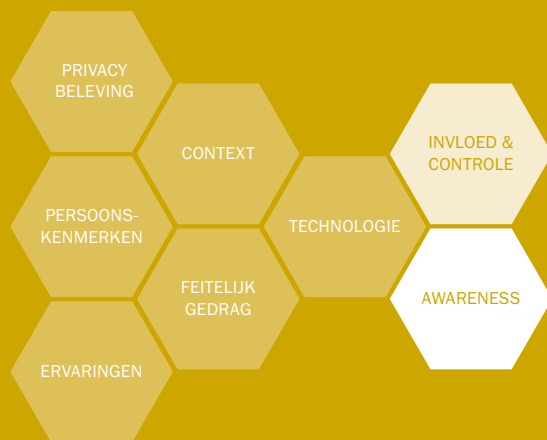 PRIVACY
BELEVING
CONTEXT
INVLOED &
CONTROLE
PERSOONS-
KENMERKEN
TECHNOLOGIE
FEITELIJK
GEDRAG
AWARENESS
ERVARINGEN